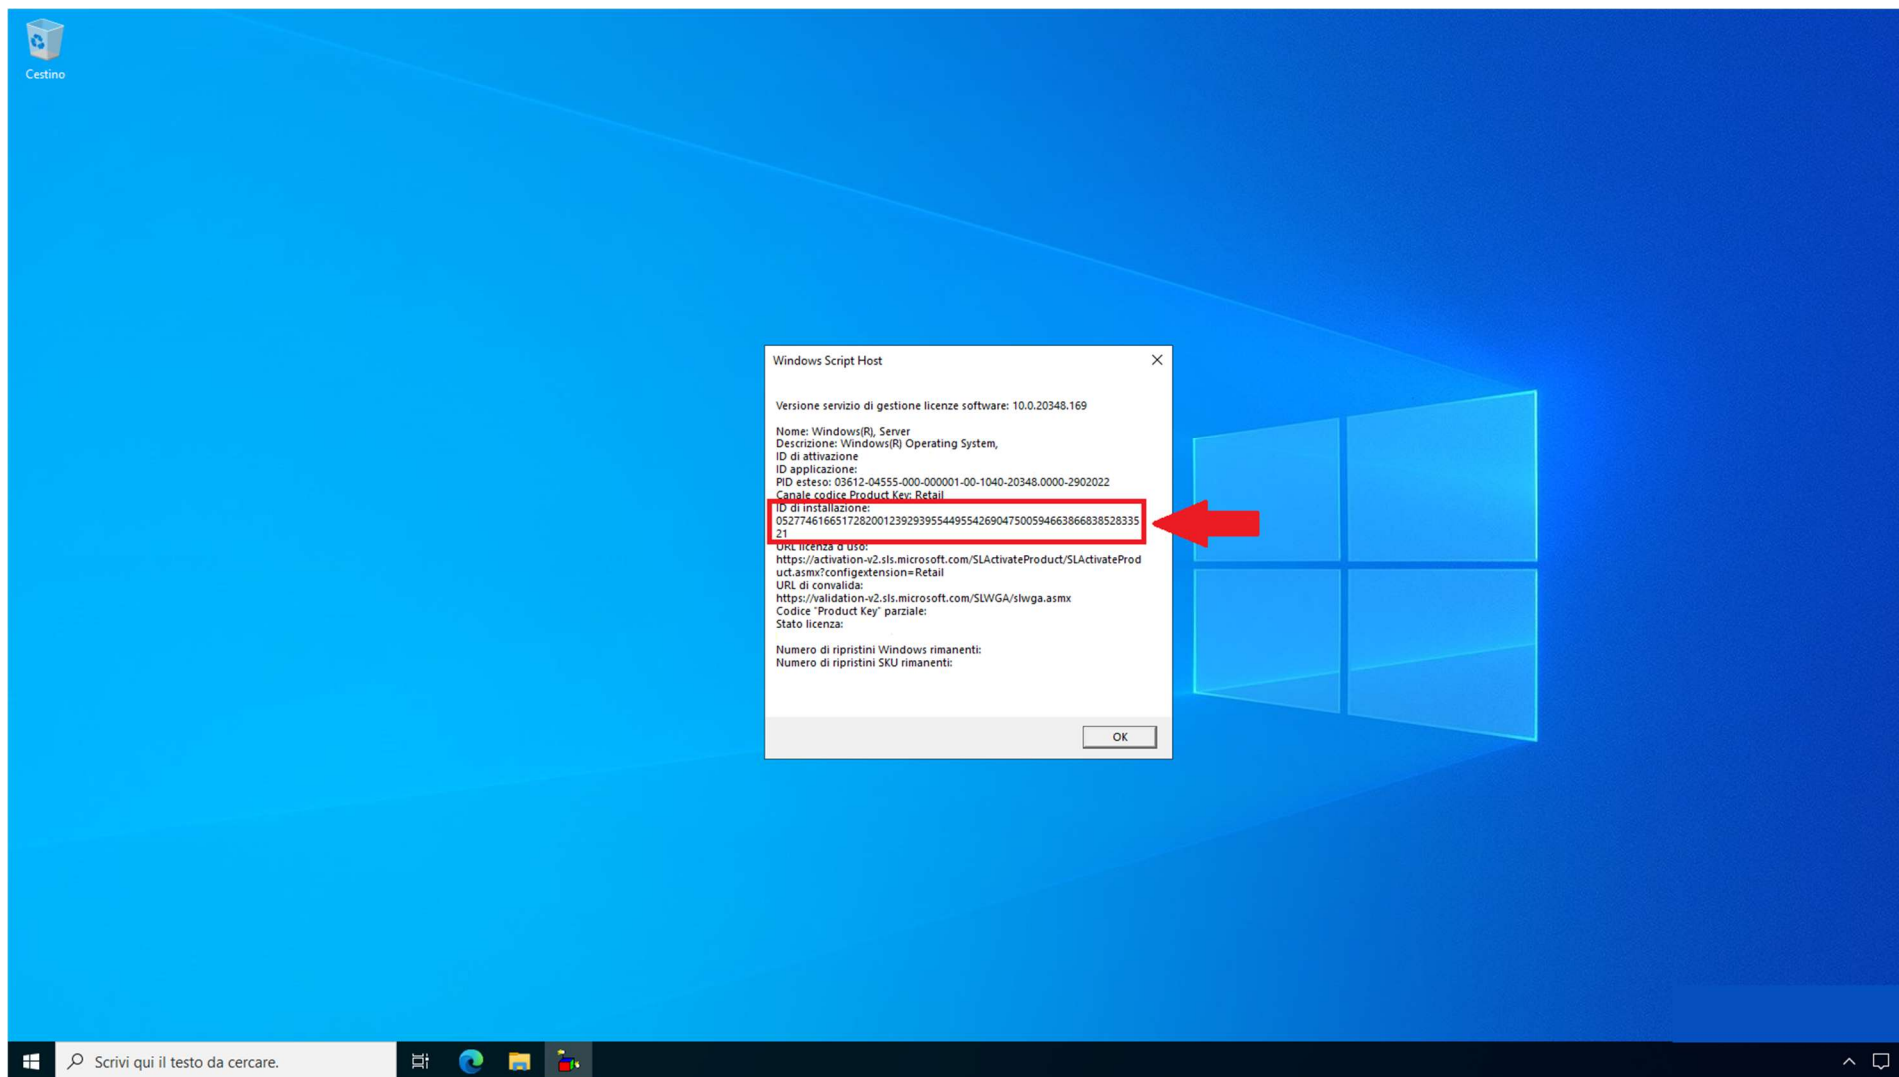 Cestino
Windows Script Host
Versione servizio di gestione licenze software: 10.0.20348.169
Nome: Windows(R), Server
Descrizione: Windows(R) Operating System,
ID di attivazione
ID applicazione:
PID esteso: 03612-04555-000-000001-00-1040-20348.0000-2902022
Canale codice Product Key: Retail
ID di installazione:
0527746166517282001239293955449554269047500594663866838528335
21
URL licenza d'uso:
https://activation-v2.sls.microsoft.com/SLActivateProduct/SLActivateProd
uct.asmx?configextension=Retail
URL di convalida:
https://validation-v2.sls.microsoft.com/SLWGA/slwga.asmx
Codice "Product Key" parziale:
Stato licenza:
Numero di ripristini Windows rimanenti:
Numero di ripristini SKU rimanenti:
OK
Scrivi qui il testo da cercare.